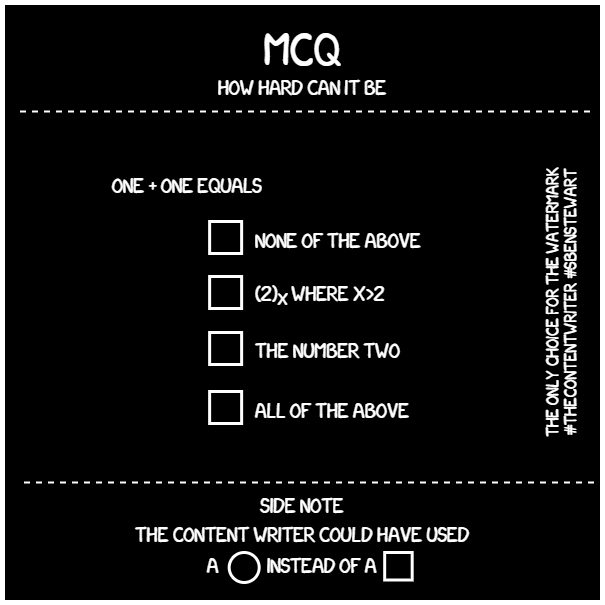 MCQ
HOW HARD CAN IT BE
ONE + ONE EQUALS
NONE OF THE ABOVE
(2)x WHERE X>2
THE NUMBER TWO
ALL OF THE ABOVE
THE ONLY CHOICE FOR THE WATERMARK
#THECONTENTWRITER #SBENSTEWART
SIDE NOTE
THE CONTENT WRITER COULD HAVE USED
A INSTEAD OF A